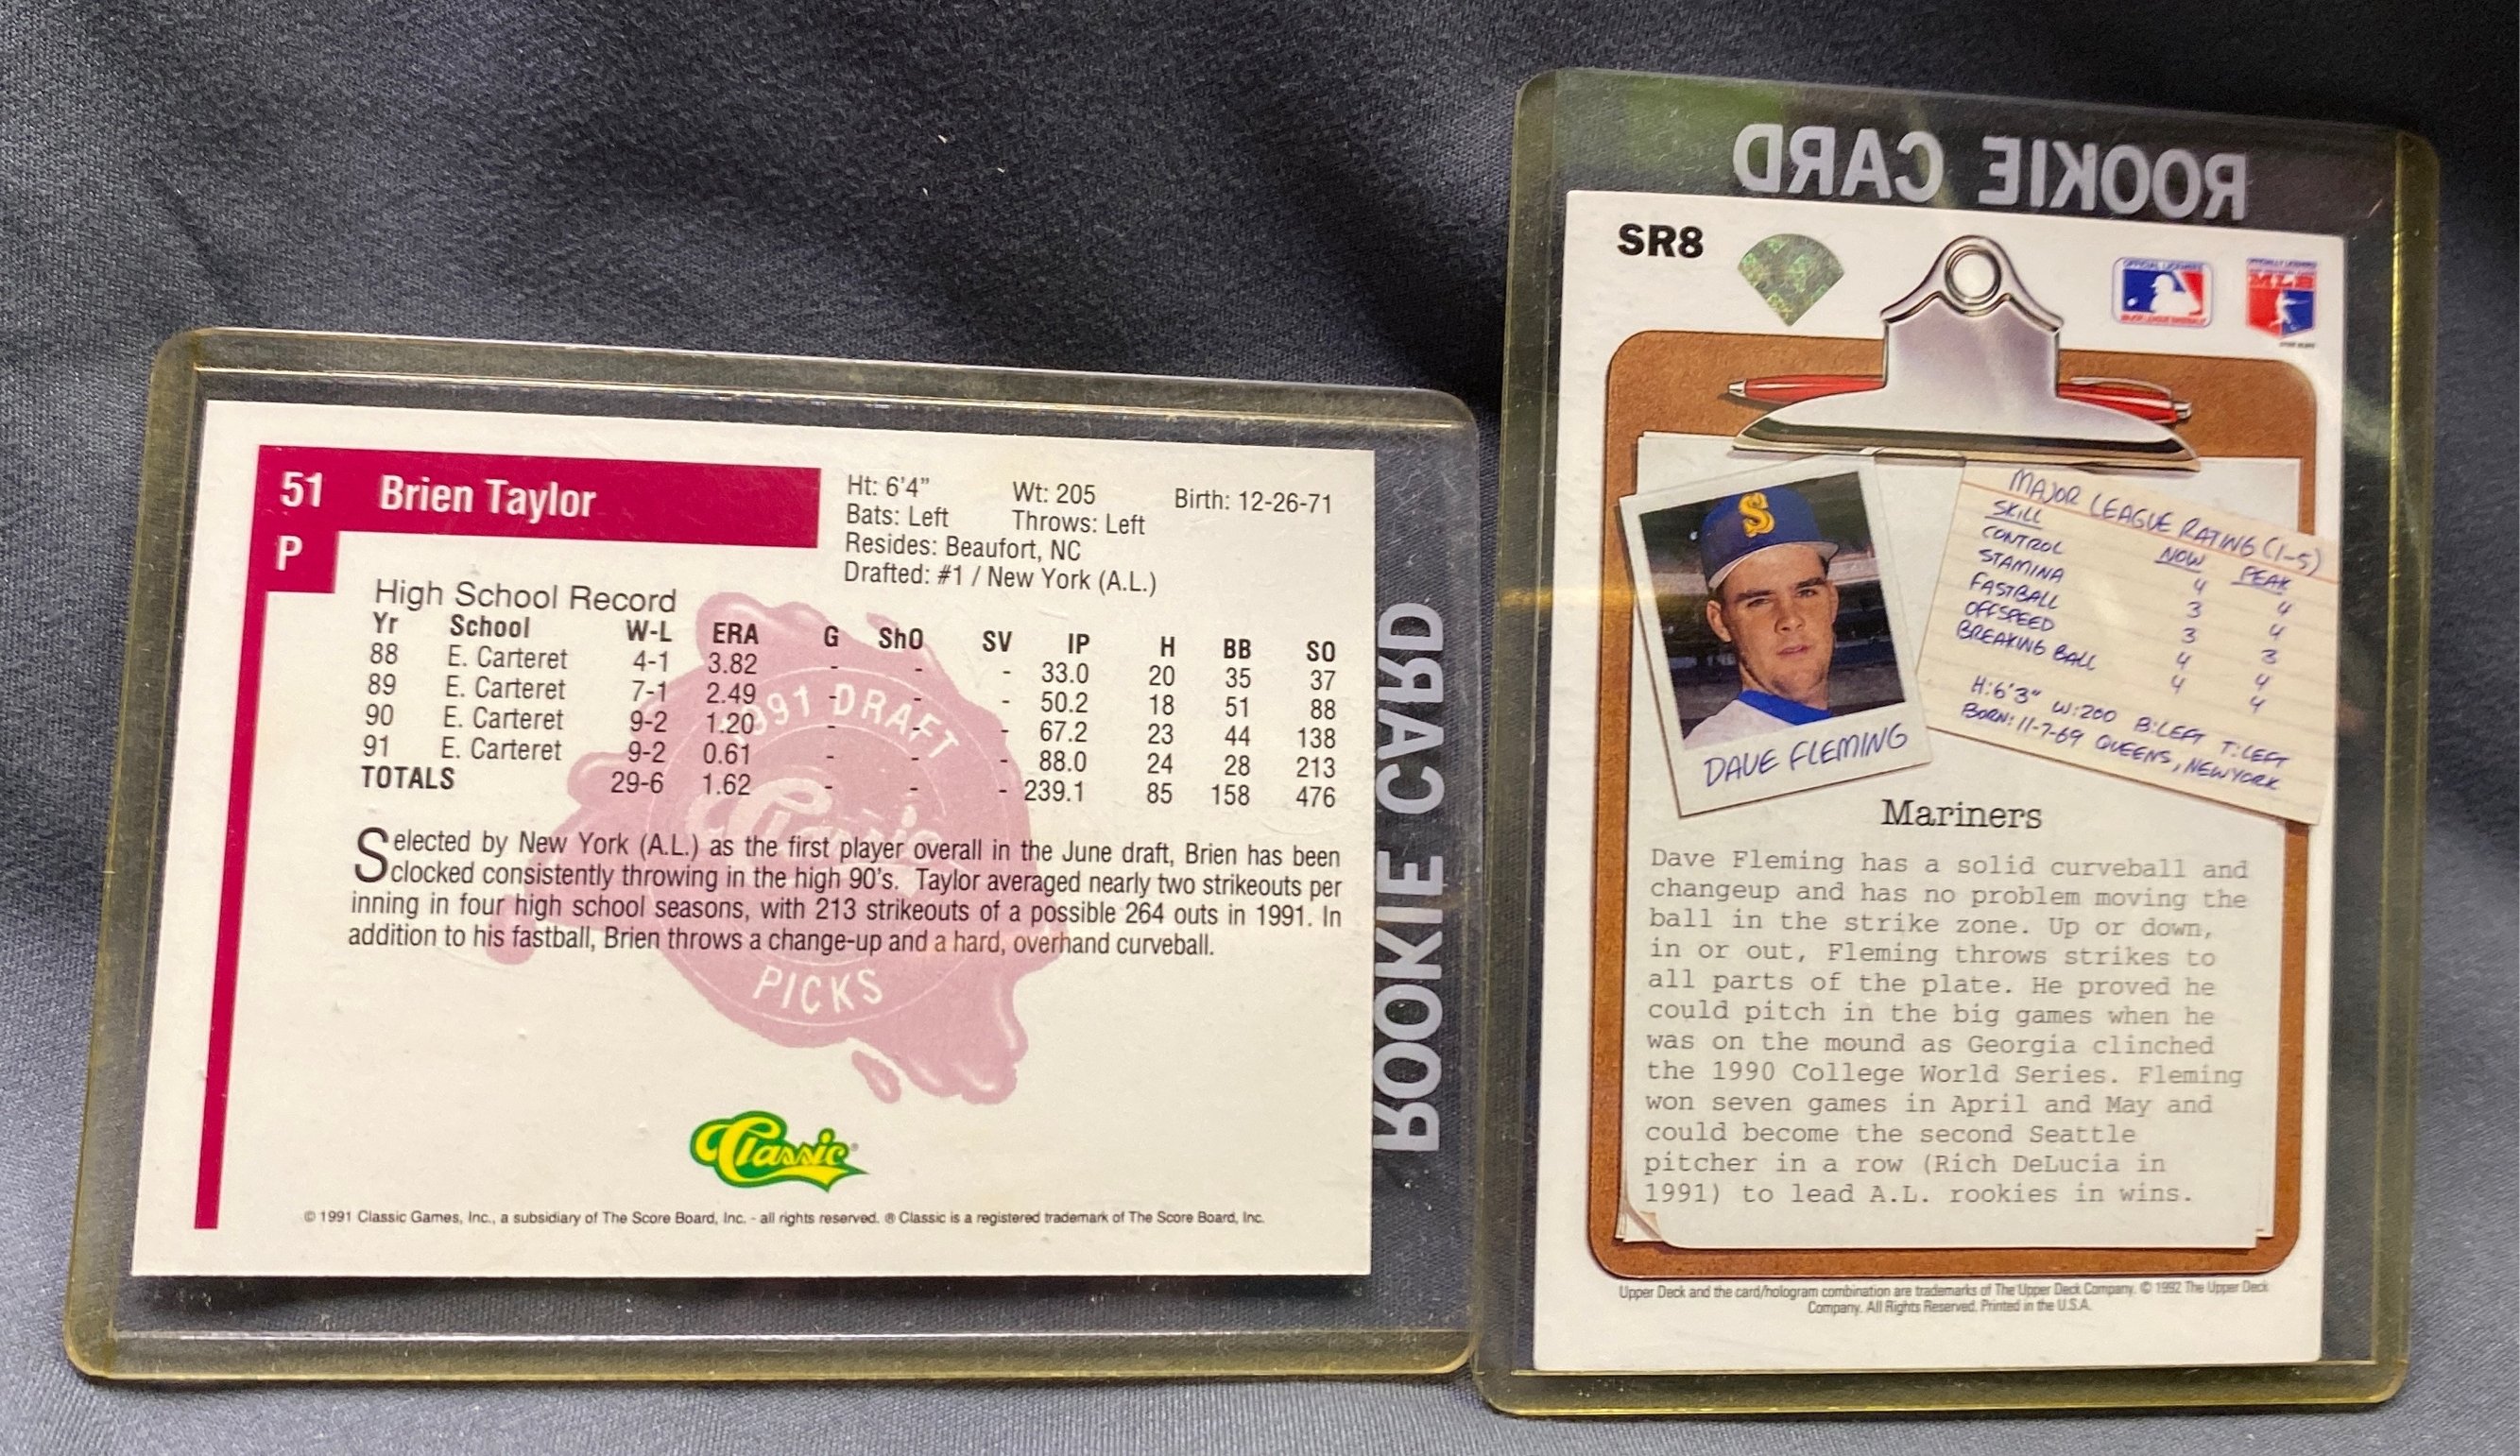 51 Brien Taylor
P
Ht: 6'4" Wt: 205 Birth: 12-26-71
Bats: Left Throws: Left
Resides: Beaufort, NC
Drafted: #1 / New York (A.L.)
High School Record
Yr School W-L ERA G ShO SV IP H BB SO
88 E. Carteret 4-1 3.82 - - - 33.0 20 35 37
89 E. Carteret 7-1 2.49 - - - 50.2 18 51 88
90 E. Carteret 9-2 1.20 - - - 67.2 23 44 138
91 E. Carteret 9-2 0.61 - - - 88.0 24 28 213
TOTALS 29-6 1.62 - - - 239.1 85 158 476
1991 DRAFT
Classic
PICKS
Selected by New York (A.L.) as the first player overall in the June draft, Brien has been
clocked consistently throwing in the high 90's. Taylor averaged nearly two strikeouts per
inning in four high school seasons, with 213 strikeouts of a possible 264 outs in 1991. In
addition to his fastball, Brien throws a change-up and a hard, overhand curveball.
Classic®
© 1991 Classic Games, Inc., a subsidiary of The Score Board, Inc. - all rights reserved. ® Classic is a registered trademark of The Score Board, Inc.
ROOKIE CARD
ROOKIE CARD
SR8
S
DAVE FLEMING
MAJOR LEAGUE RATING (1-5)
SKILL NOW PEAK
CONTROL 4 4
STAMINA 3 4
FASTBALL 3 3
OFFSPEED 4 4
BREAKING BALL 4 4
H:6'3" W:200 B:LEFT T:LEFT
BORN: 11-7-69 QUEENS, NEW YORK
Mariners
Dave Fleming has a solid curveball and
changeup and has no problem moving the
ball in the strike zone. Up or down,
in or out, Fleming throws strikes to
all parts of the plate. He proved he
could pitch in the big games when he
was on the mound as Georgia clinched
the 1990 College World Series. Fleming
won seven games in April and May and
could become the second Seattle
pitcher in a row (Rich DeLucia in
1991) to lead A.L. rookies in wins.
Upper Deck and the card/hologram combination are trademarks of The Upper Deck Company. © 1992 The Upper Deck
Company. All Rights Reserved. Printed in the U.S.A.